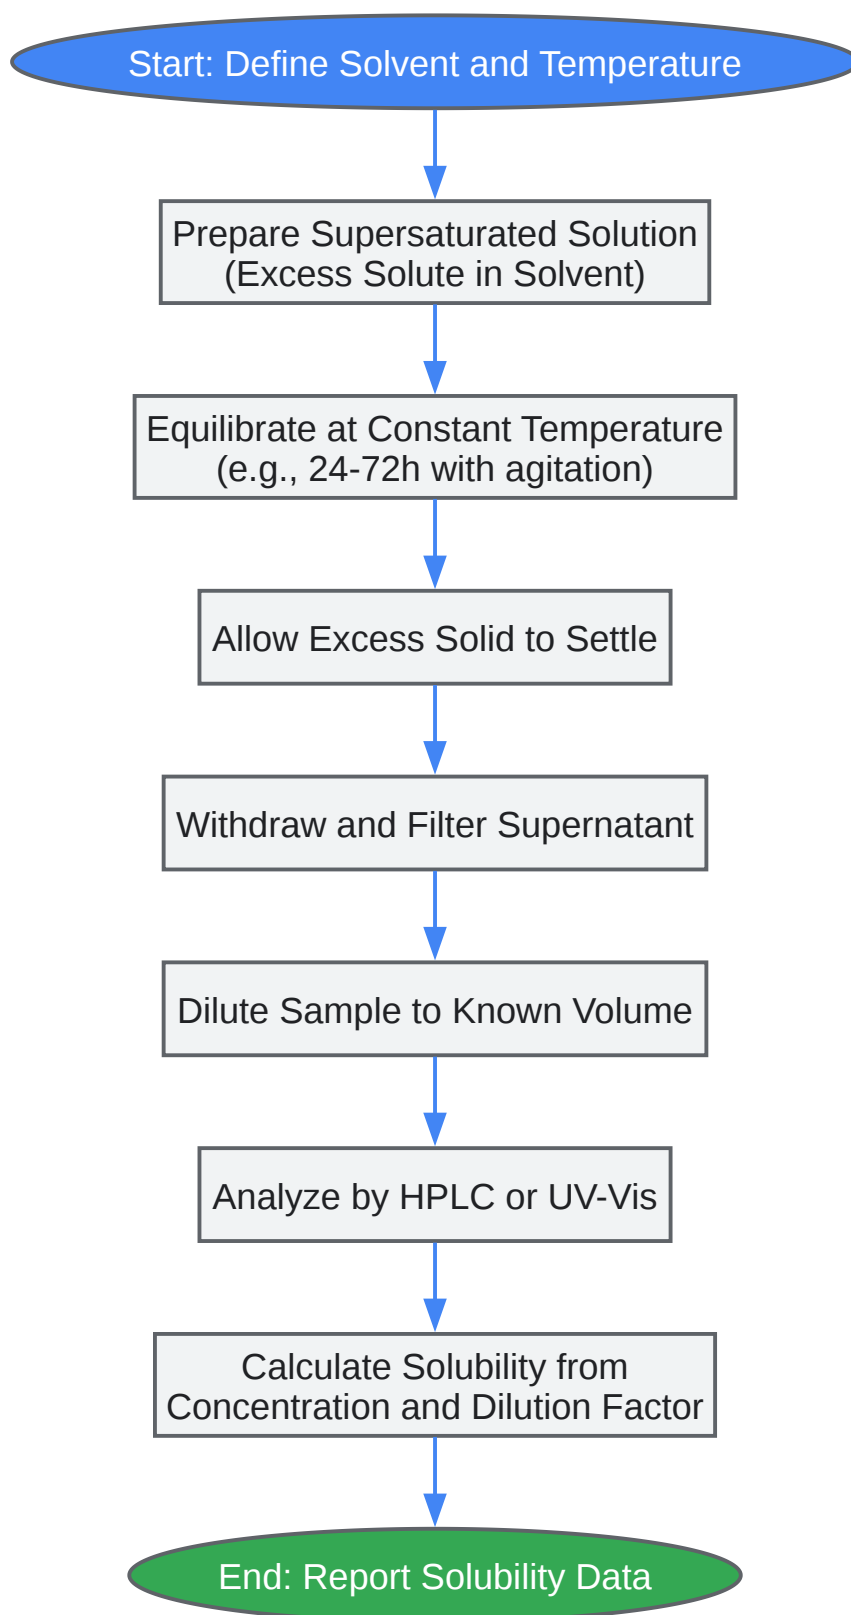 Start: Define Solvent and Temperature
Prepare Supersaturated Solution
(Excess Solute in Solvent)
Equilibrate at Constant Temperature
(e.g., 24-72h with agitation)
Allow Excess Solid to Settle
Withdraw and Filter Supernatant
Dilute Sample to Known Volume
Analyze by HPLC or UV-Vis
Calculate Solubility from
Concentration and Dilution Factor
End: Report Solubility Data